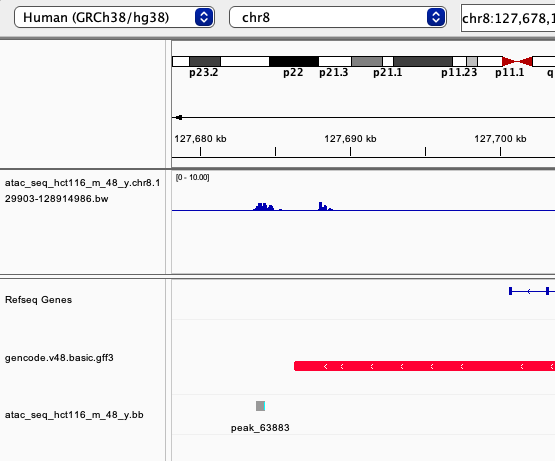 Human (GRCh38/hg38)
chr8
chr8:127,678,1
p23.2
p22
p21.3
p21.1
p11.23
p11.1
q
127,680 kb
127,690 kb
127,700 kb
atac_seq_hct116_m_48_y.chr8.1
29903-128914986.bw
[0 - 10.00]
Refseq Genes
gencode.v48.basic.gff3
atac_seq_hct116_m_48_y.bb
peak_63883